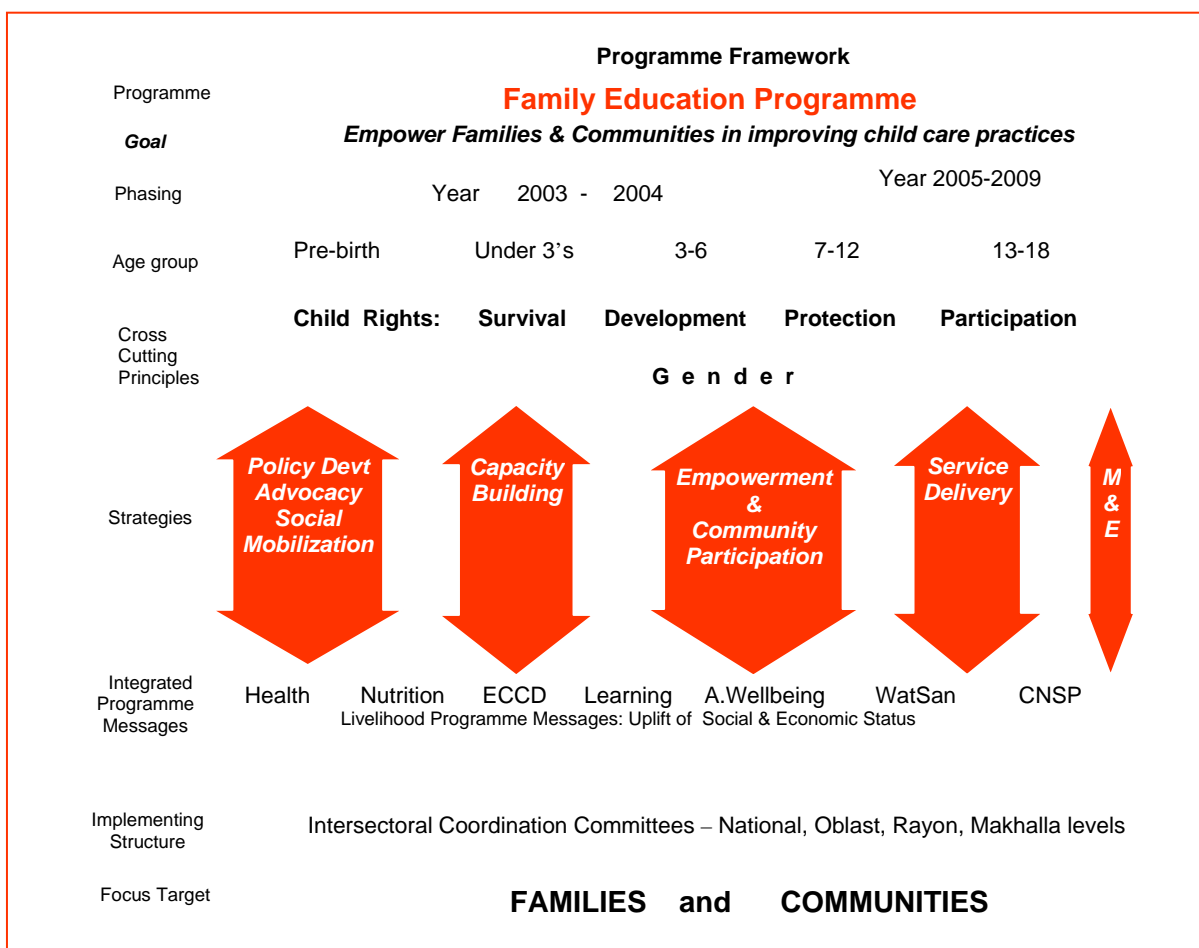 Programme Framework
Programme
Family Education Programme
Goal
Empower Families & Communities in improving child care practices
Phasing
Year 2003 - 2004
Year 2005-2009
Age group
Pre-birth Under 3's 3-6 7-12 13-18
Cross
Cutting
Principles
Child Rights: Survival Development Protection Participation
G e n d e r
Strategies
Policy Devt
Advocacy
Social
Mobilization
Capacity
Building
Empowerment
&
Community
Participation
Service
Delivery
M
&
E
Integrated
Programme
Messages
Health Nutrition ECCD Learning A.Wellbeing WatSan CNSP
Livelihood Programme Messages: Uplift of Social & Economic Status
Implementing
Structure
Intersectoral Coordination Committees – National, Oblast, Rayon, Makhalla levels
Focus Target
FAMILIES and COMMUNITIES